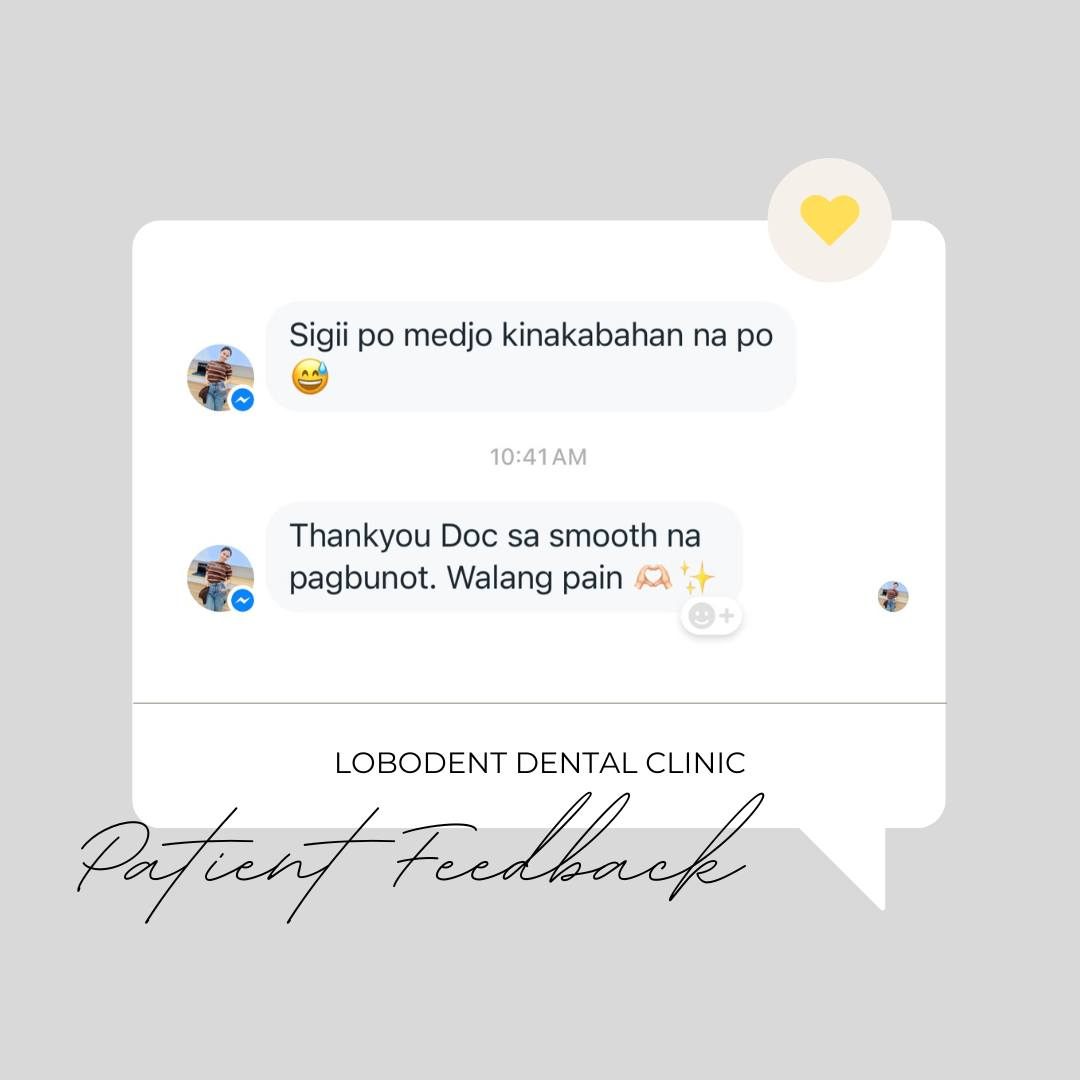 Sigii po medjo kinakabahan na po
😅
10:41 AM
Thankyou Doc sa smooth na
pagbunot. Walang pain 🫶🏻✨
LOBODENT DENTAL CLINIC
Patient Feedback